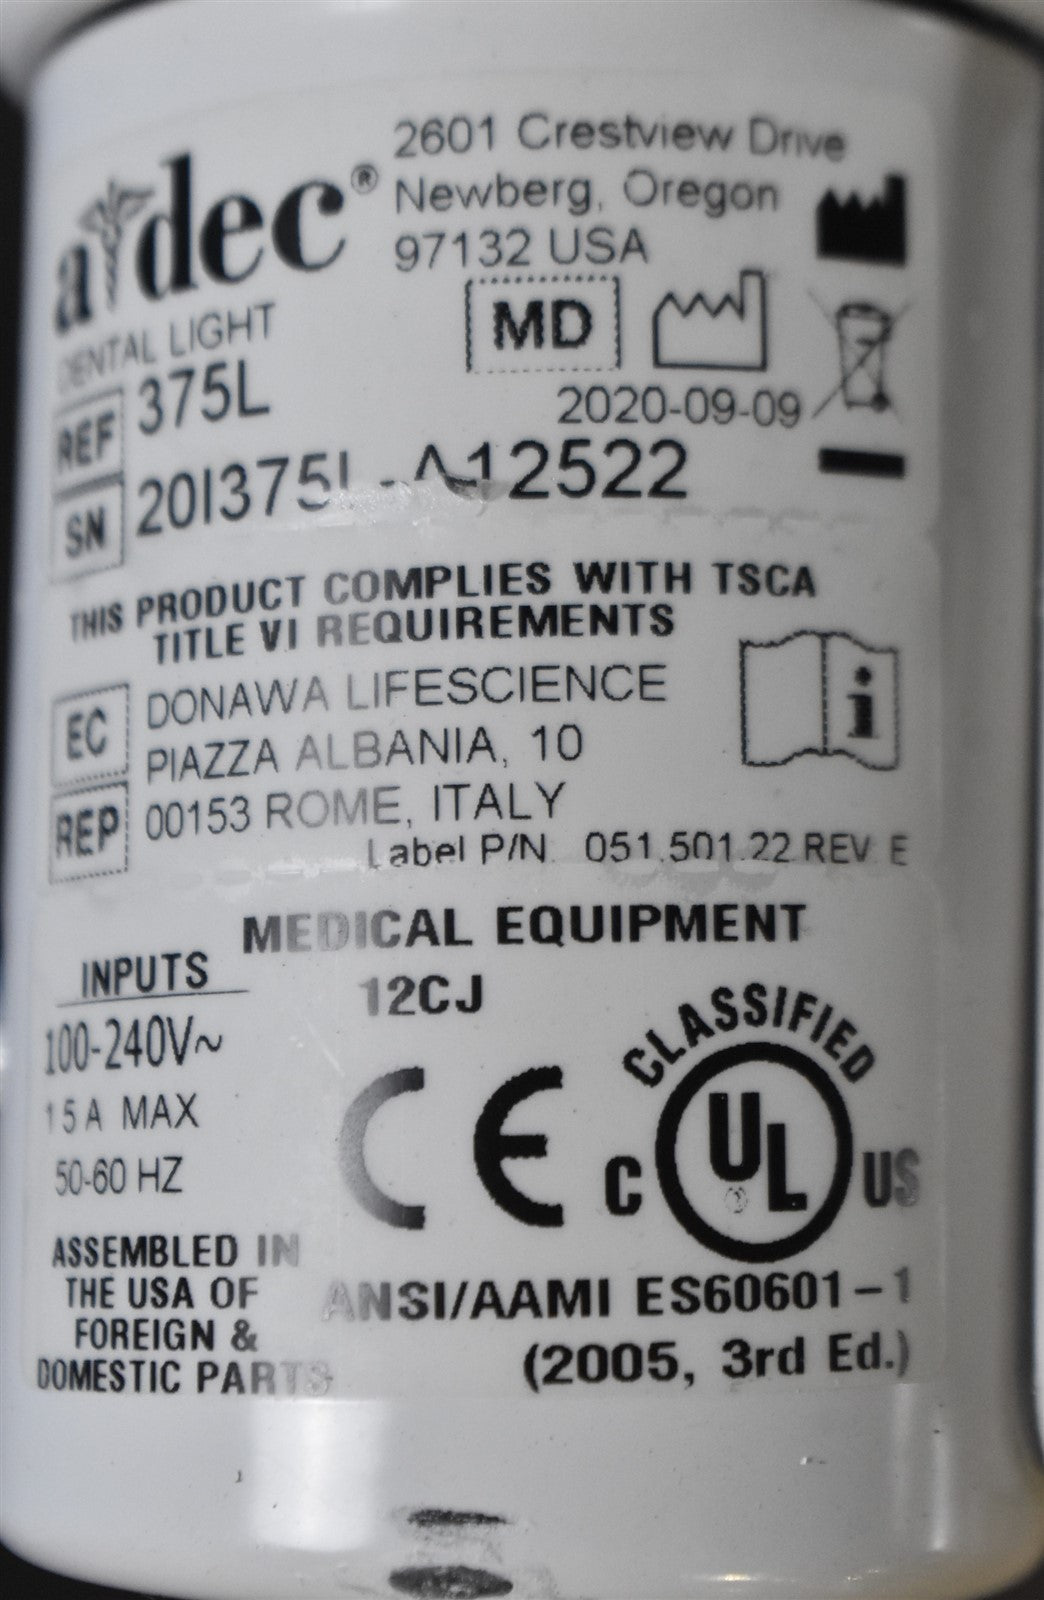 a dec®
2601 Crestview Drive
Newberg, Oregon
97132 USA
DENTAL LIGHT
MD
REF 375L
2020-09-09
SN 20I375L-A12522
THIS PRODUCT COMPLIES WITH TSCA
TITLE VI REQUIREMENTS
EC REP
DONAWA LIFESCIENCE
PIAZZA ALBANIA, 10
00153 ROME, ITALY
i
Label P/N 051.501.22 REV E
MEDICAL EQUIPMENT
12CJ
INPUTS
100-240V~
MAX
50-60 HZ
CE
CLASSIFIED
C UL US
ASSEMBLED IN
THE USA OF
FOREIGN &
DOMESTIC PARTS
ANSI/AAMI ES60601-1
(2005, 3rd Ed.)